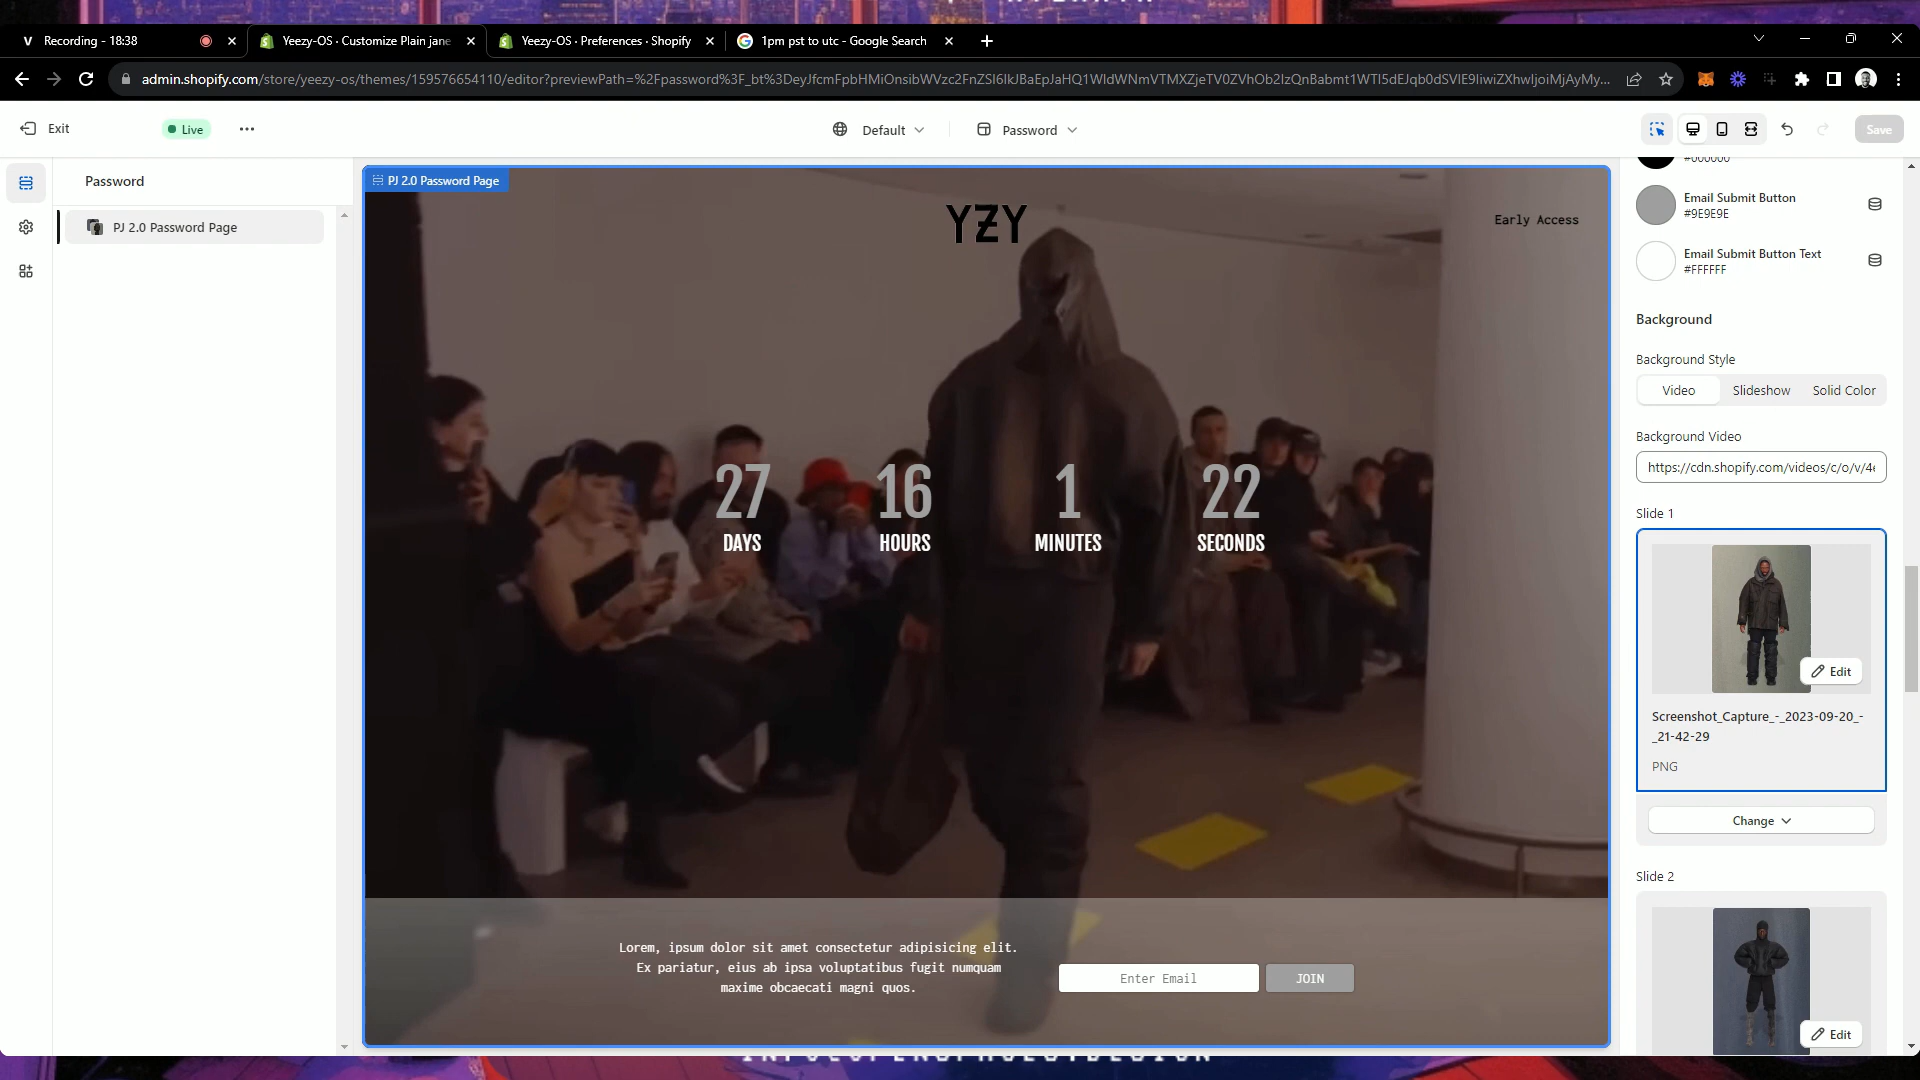 Recording - 18:38
Yeezy-OS · Customize Plain jane
Yeezy-OS · Preferences · Shopify
1pm pst to utc - Google Search
admin.shopify.com/store/yeezy-os/themes/159576654110/editor?previewPath=%2Fpassword%3F_bt%3DeyJfcmFpbHMiOnsibWVzc2FnZSI6IkJBaEpJaHQ1WldWNmVTMXZjeTV0ZVhOb2IzQnBabmt1WTI5dEJqb0dSVlE9IiwiZXhwIjoiMjAyMy...
Exit
Live
Default
Password
Save
Password
PJ 2.0 Password Page
PJ 2.0 Password Page
YZY
Early Access
27
16
1
22
DAYS
HOURS
MINUTES
SECONDS
Lorem, ipsum dolor sit amet consectetur adipisicing elit.
Ex pariatur, eius ab ipsa voluptatibus fugit numquam
maxime obcaecati magni quos.
Enter Email
JOIN
#000000
Email Submit Button
#9E9E9E
Email Submit Button Text
#FFFFFF
Background
Background Style
Video
Slideshow
Solid Color
Background Video
https://cdn.shopify.com/videos/c/o/v/4
Slide 1
Edit
Screenshot_Capture_-_2023-09-20_-
_21-42-29
PNG
Change
Slide 2
Edit